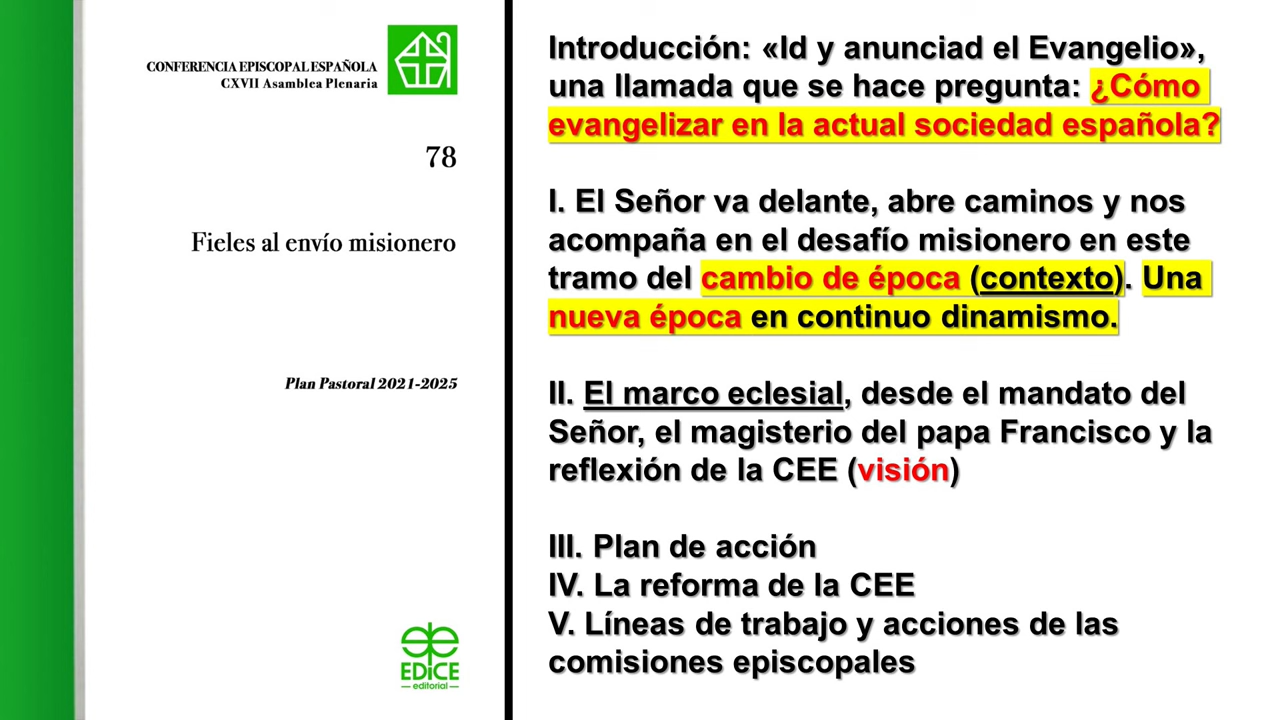 CONFERENCIA EPISCOPAL ESPAÑOLA
CXVII Asamblea Plenaria
78
Fieles al envío misionero
Plan Pastoral 2021-2025
EDICE
editorial
Introducción: «Id y anunciad el Evangelio»,
una llamada que se hace pregunta: ¿Cómo
evangelizar en la actual sociedad española?
I. El Señor va delante, abre caminos y nos
acompaña en el desafío misionero en este
tramo del cambio de época (contexto). Una
nueva época en continuo dinamismo.
II. El marco eclesial, desde el mandato del
Señor, el magisterio del papa Francisco y la
reflexión de la CEE (visión)
III. Plan de acción
IV. La reforma de la CEE
V. Líneas de trabajo y acciones de las
comisiones episcopales